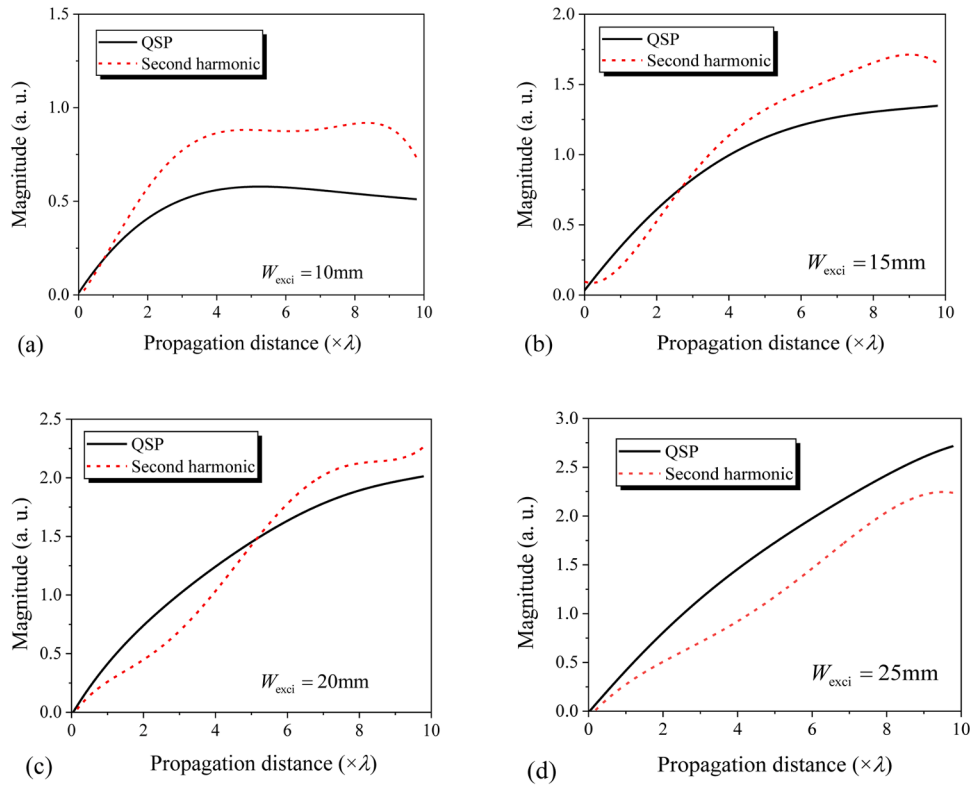 1.5
1.0
0.5
0.0
Magnitude (a. u.)
QSP
Second harmonic
W_exci = 10mm
0 2 4 6 8 10
Propagation distance (×λ)
(a)
2.0
1.5
1.0
0.5
0.0
Magnitude (a. u.)
QSP
Second harmonic
W_exci = 15mm
0 2 4 6 8 10
Propagation distance (×λ)
(b)
2.5
2.0
1.5
1.0
0.5
0.0
Magnitude (a. u.)
QSP
Second harmonic
W_exci = 20mm
0 2 4 6 8 10
Propagation distance (×λ)
(c)
3.0
2.5
2.0
1.5
1.0
0.5
0.0
Magnitude (a. u.)
QSP
Second harmonic
W_exci = 25mm
0 2 4 6 8 10
Propagation distance (×λ)
(d)